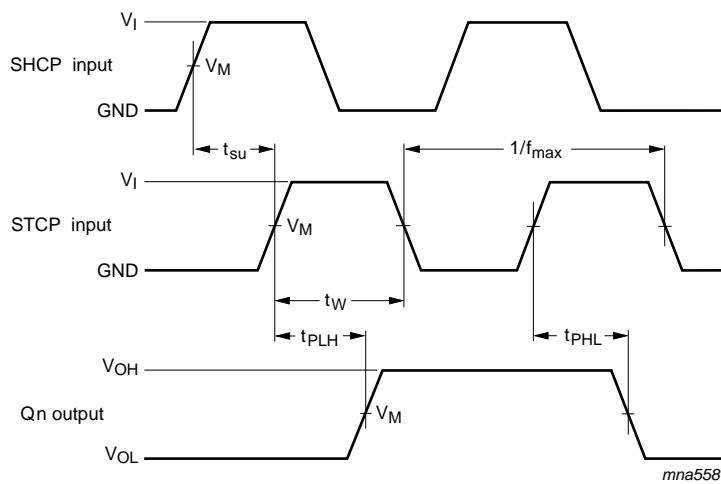 VI
SHCP input
VM
GND
tsu
1/fmax
VI
STCP input
VM
GND
tW
tPLH
tPHL
VOH
Qn output
VM
VOL
mna558